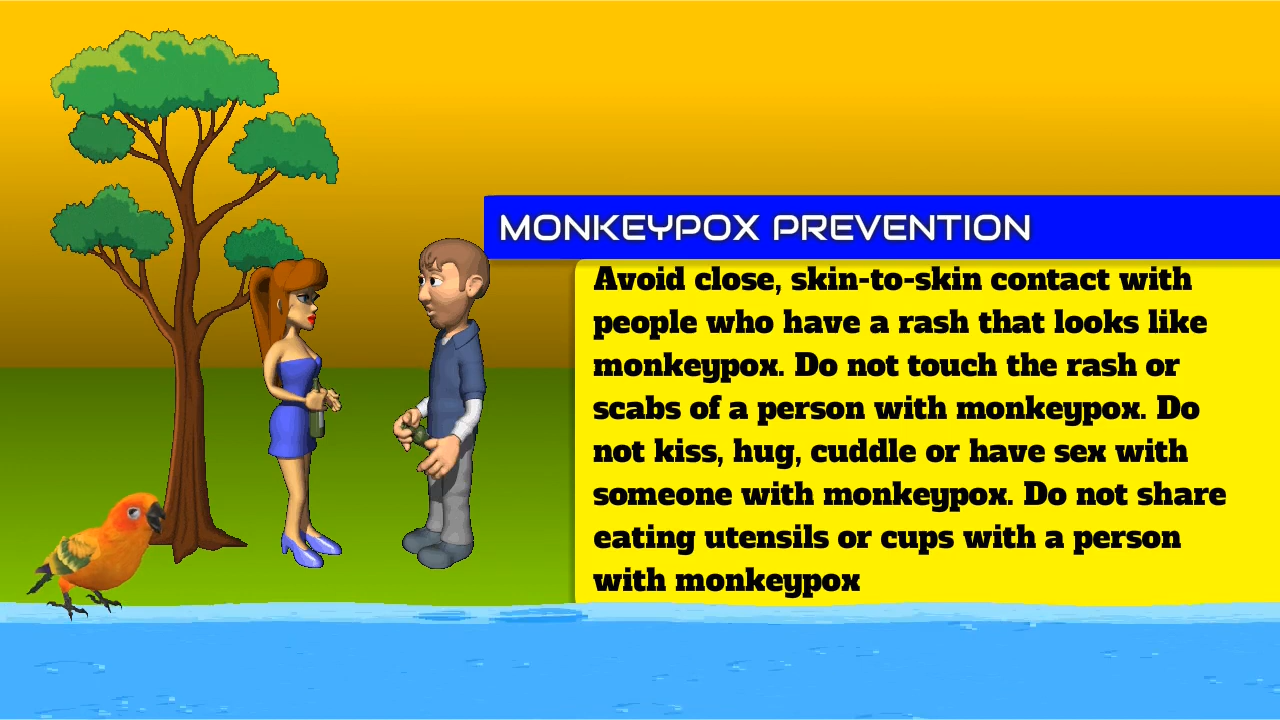 MONKEYPOX PREVENTION
Avoid close, skin-to-skin contact with
people who have a rash that looks like
monkeypox. Do not touch the rash or
scabs of a person with monkeypox. Do
not kiss, hug, cuddle or have sex with
someone with monkeypox. Do not share
eating utensils or cups with a person
with monkeypox